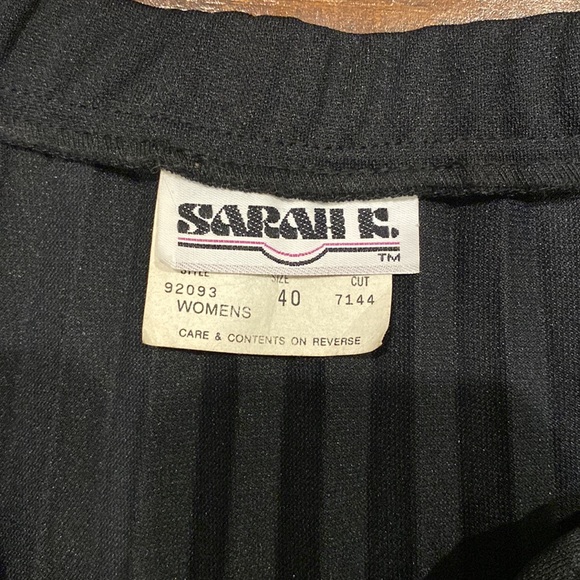 SARAH K.
TM
STYLE SIZE CUT
92093 40 7144
WOMENS
CARE & CONTENTS ON REVERSE